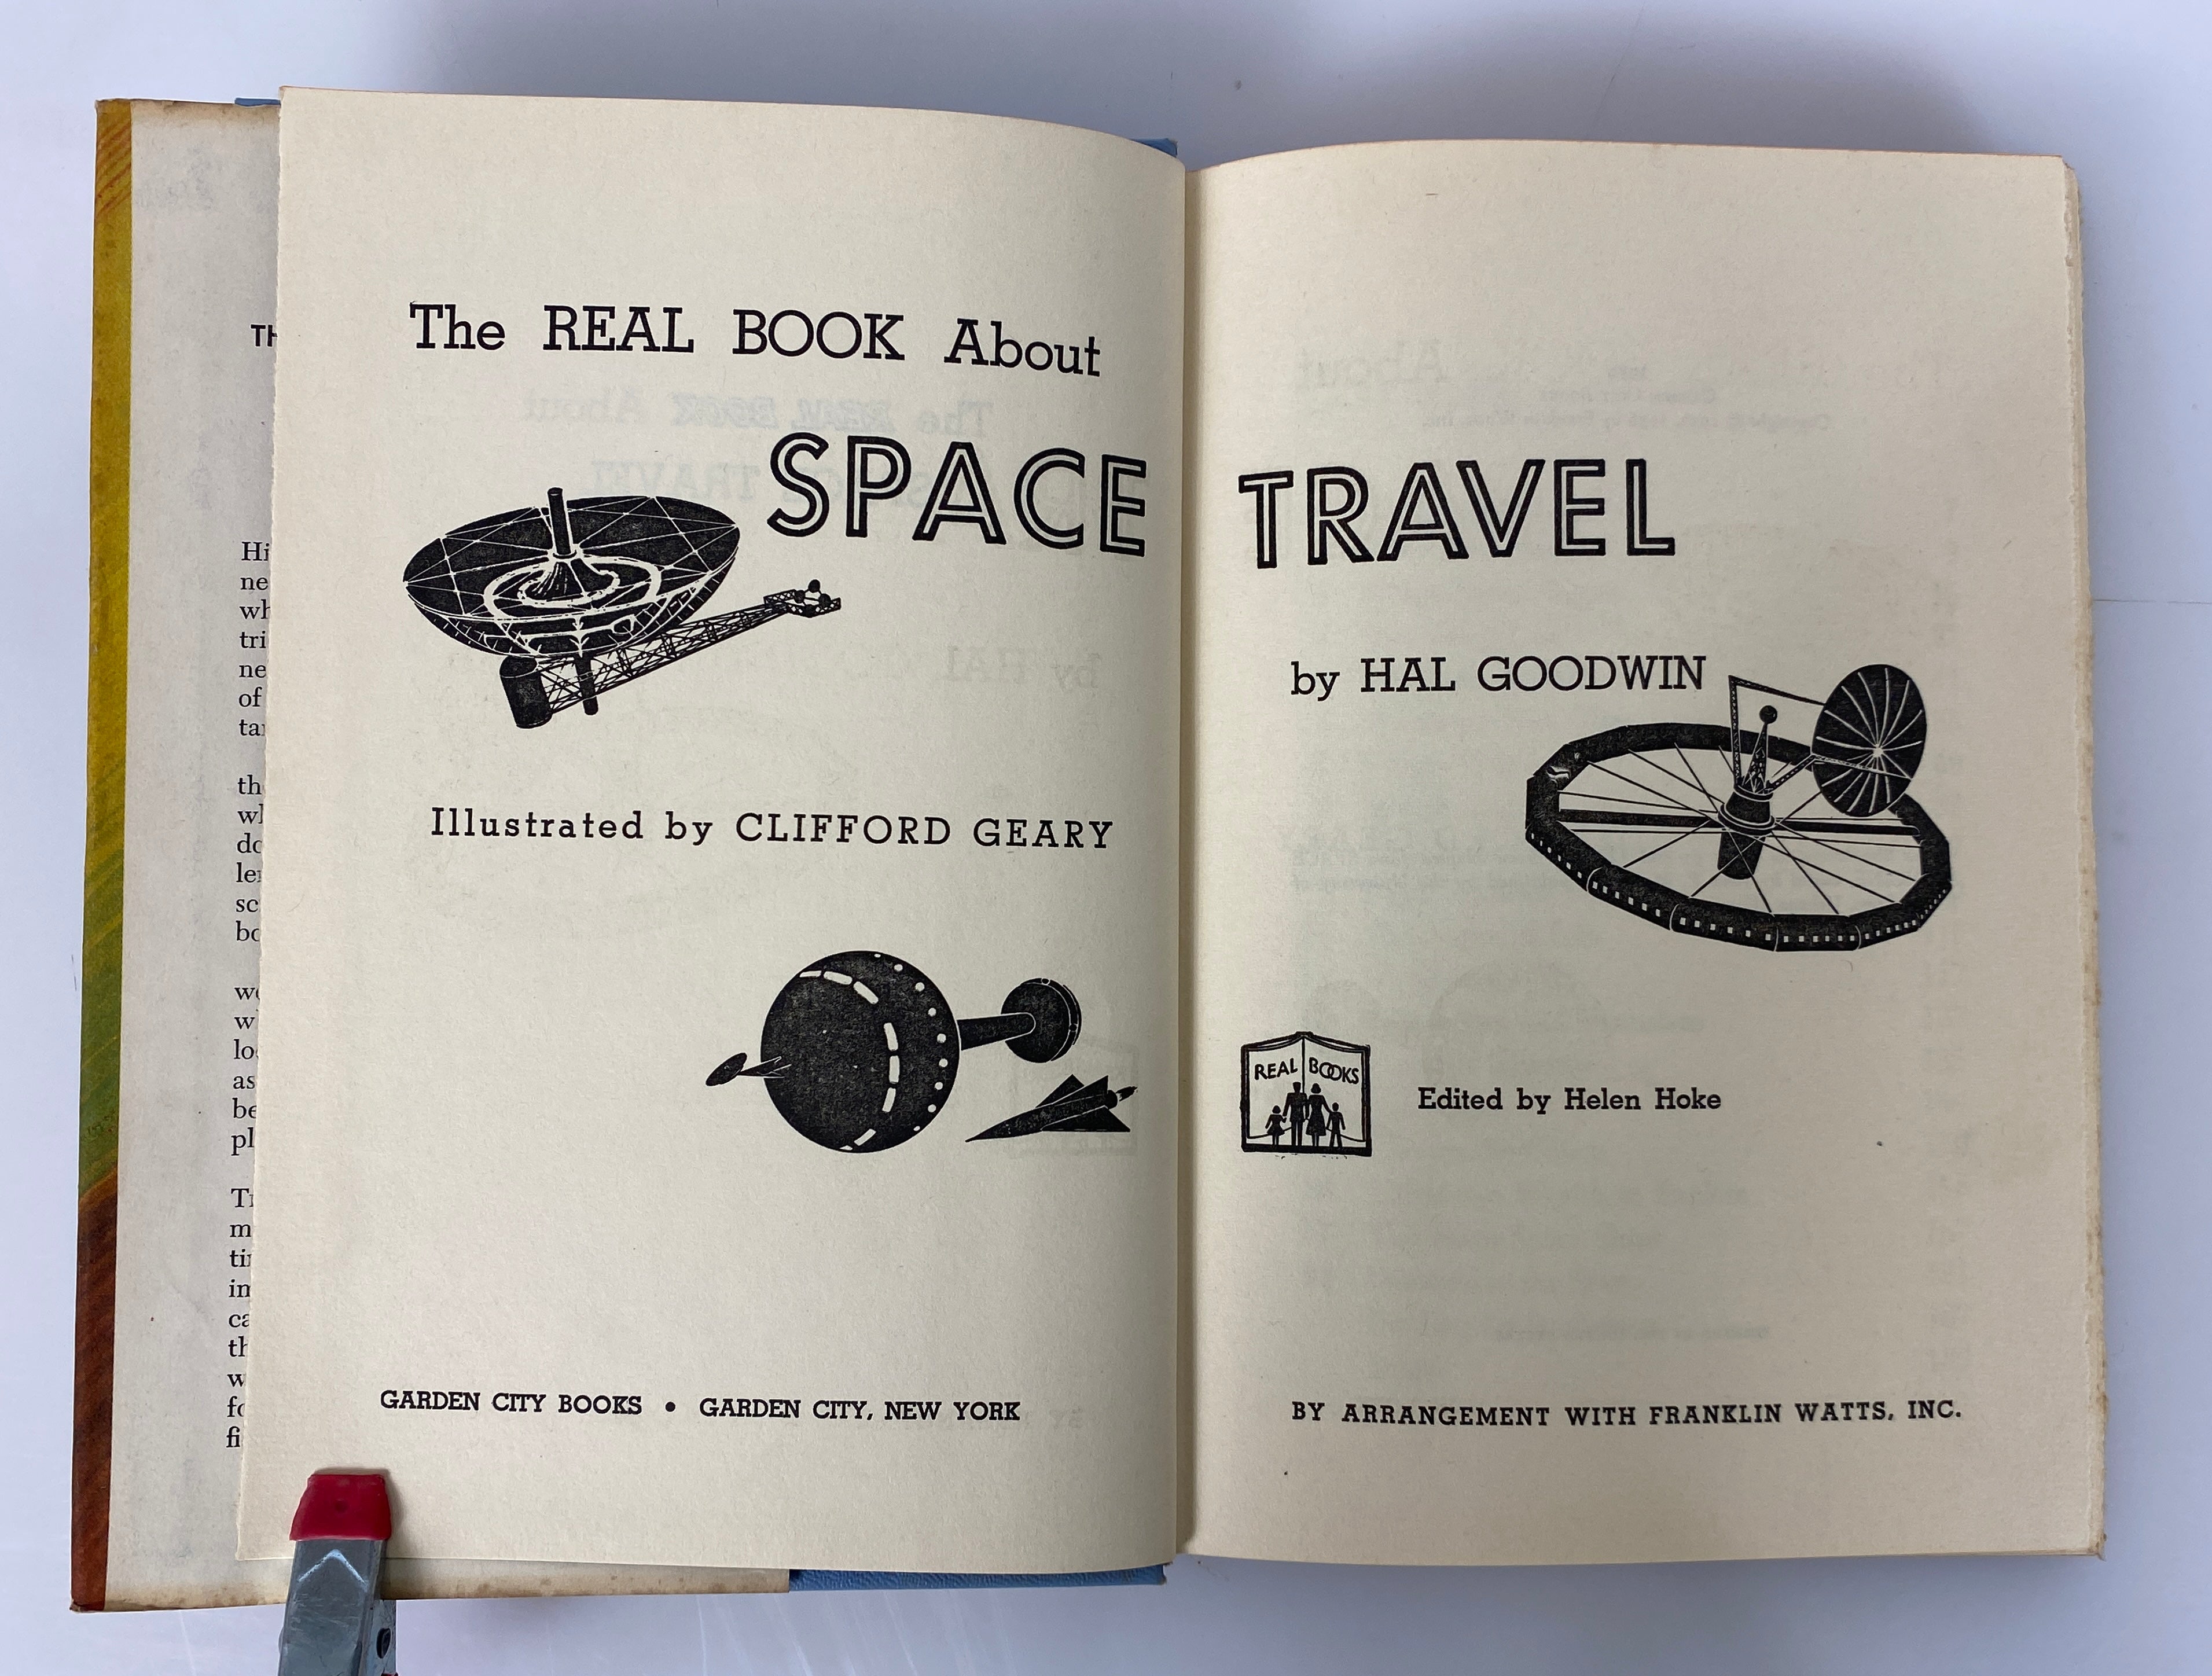 The REAL BOOK About
SPACE TRAVEL
by HAL GOODWIN
Illustrated by CLIFFORD GEARY
REAL BOOKS
Edited by Helen Hoke
GARDEN CITY BOOKS • GARDEN CITY, NEW YORK
BY ARRANGEMENT WITH FRANKLIN WATTS, INC.